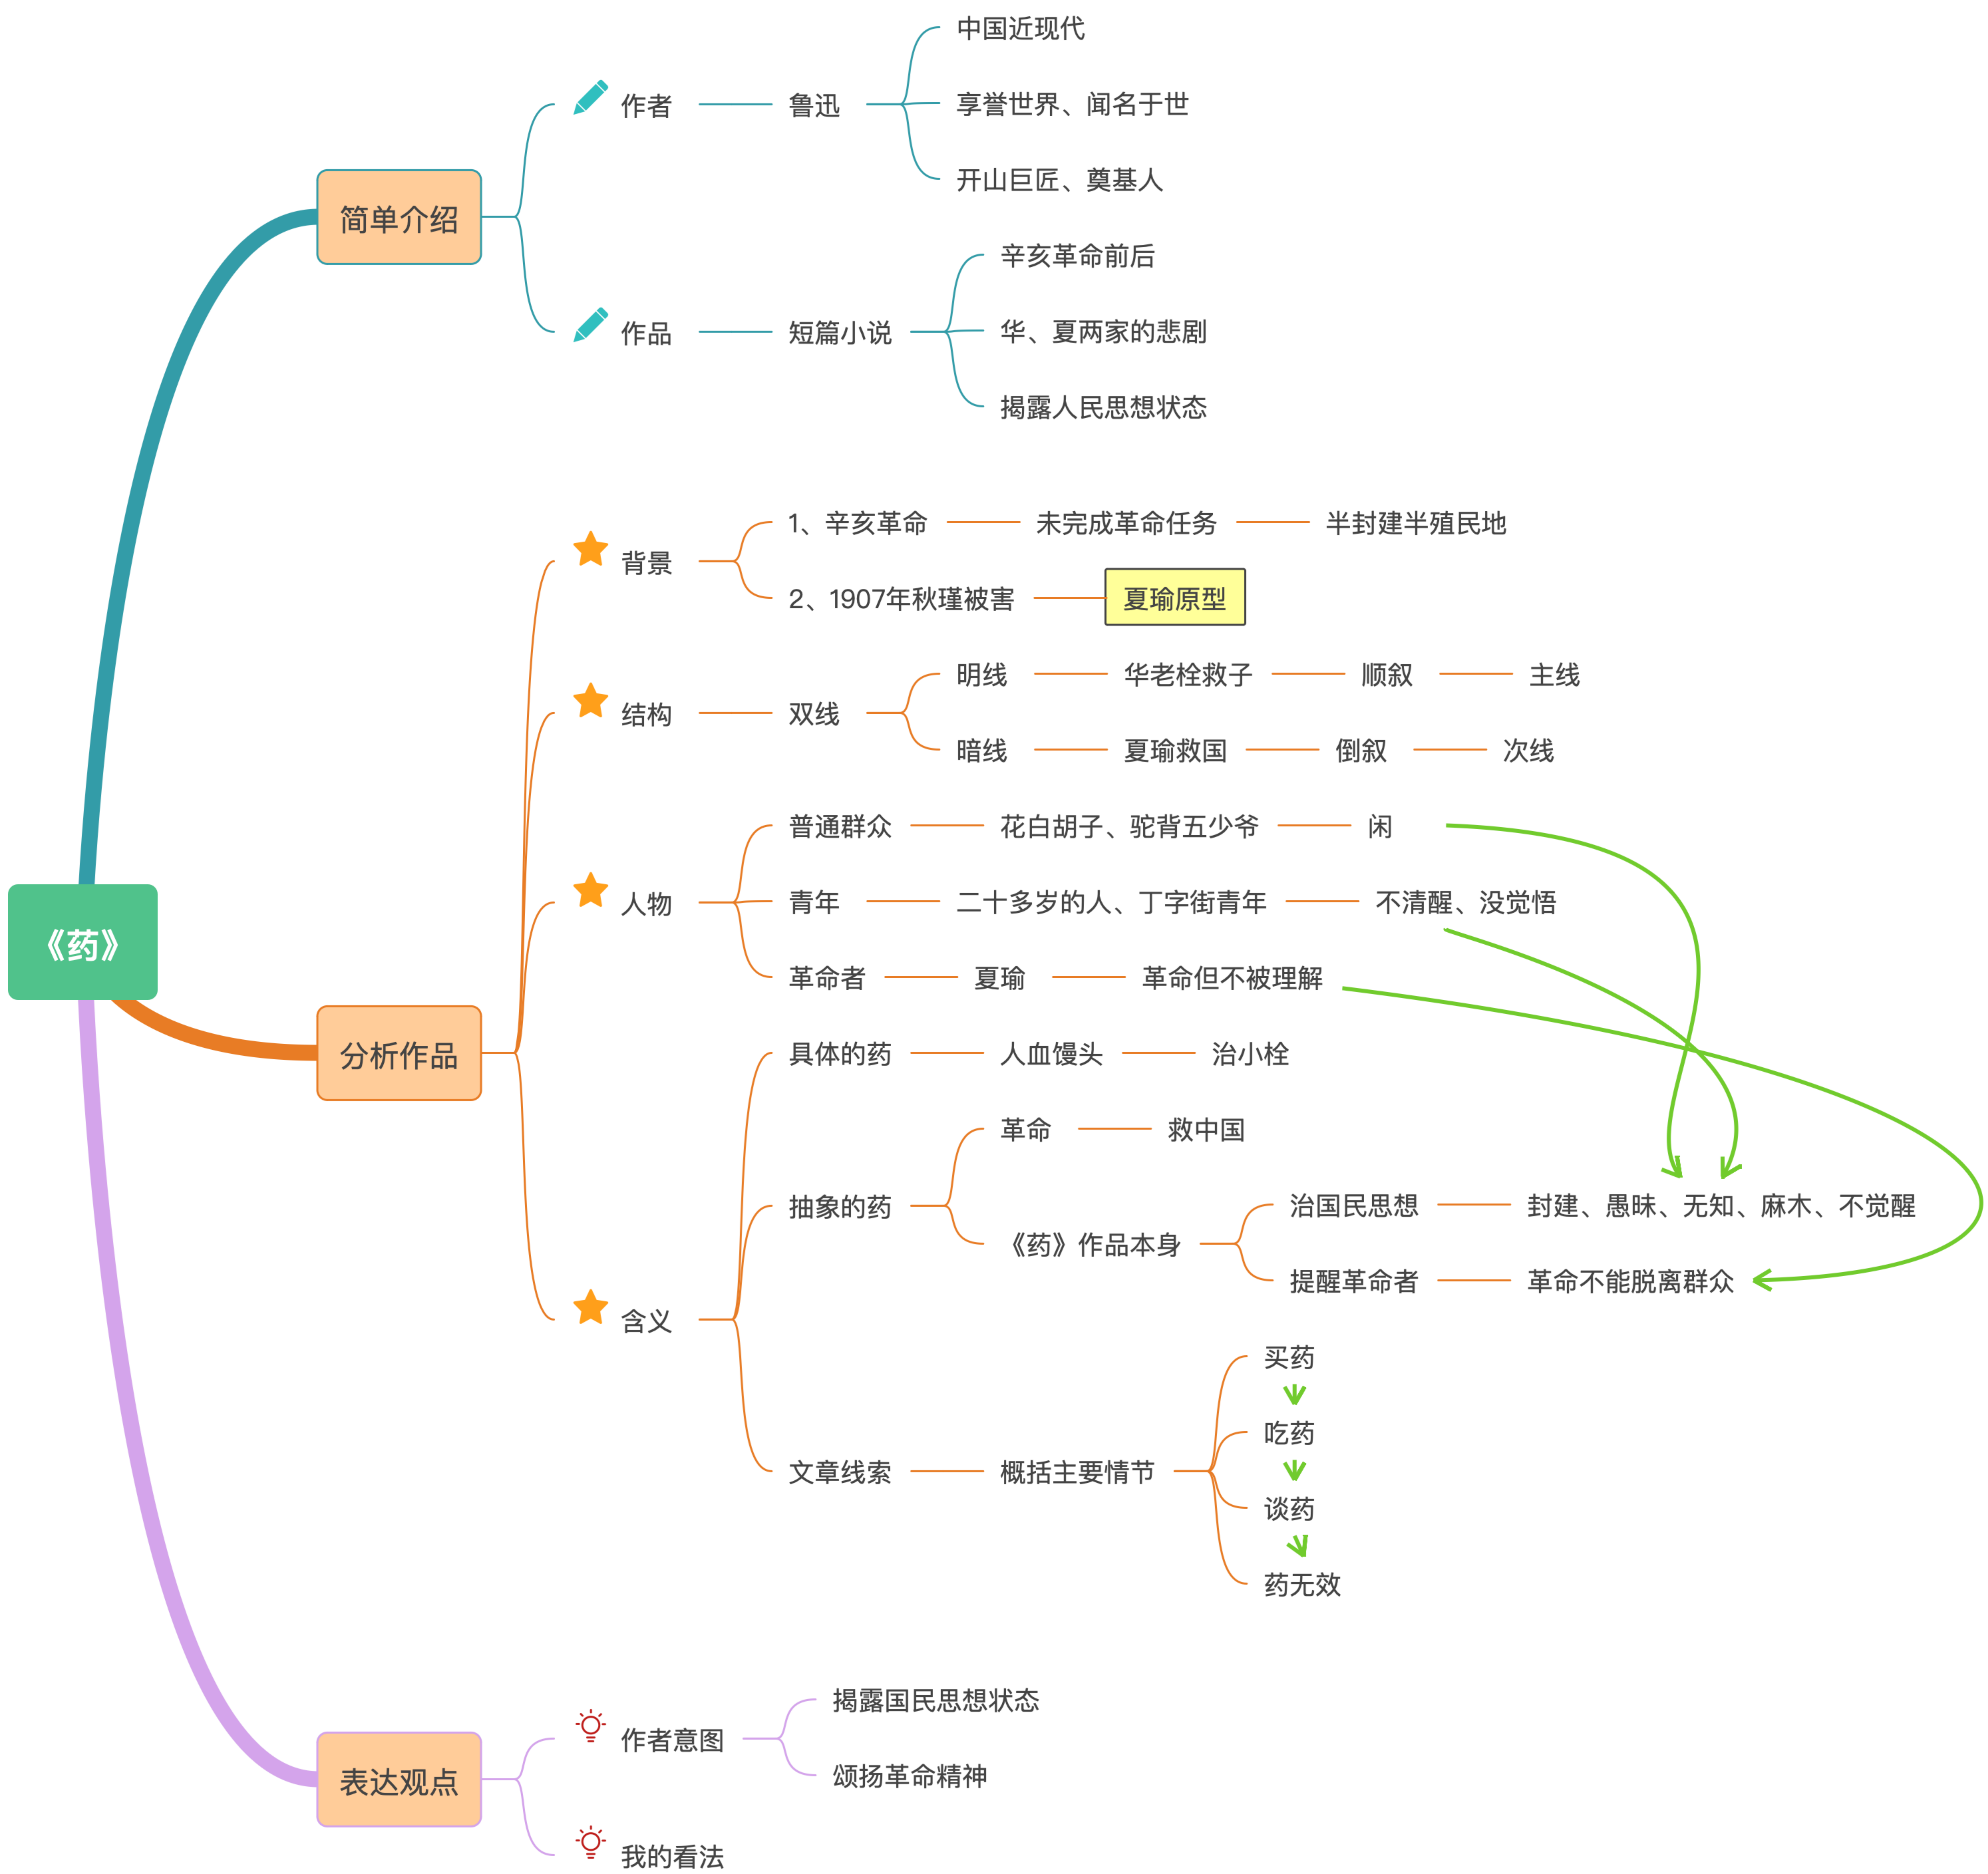 《药》
简单介绍
作者
鲁迅
中国近现代
享誉世界、闻名于世
开山巨匠、奠基人
作品
短篇小说
辛亥革命前后
华、夏两家的悲剧
揭露人民思想状态
分析作品
背景
1、辛亥革命
未完成革命任务
半封建半殖民地
2、1907年秋瑾被害
夏瑜原型
结构
双线
明线
华老栓救子
顺叙
主线
暗线
夏瑜救国
倒叙
次线
人物
普通群众
花白胡子、驼背五少爷
闲
青年
二十多岁的人、丁字街青年
不清醒、没觉悟
革命者
夏瑜
革命但不被理解
含义
具体的药
人血馒头
治小栓
抽象的药
革命
救中国
《药》作品本身
治国民思想
封建、愚昧、无知、麻木、不觉醒
提醒革命者
革命不能脱离群众
文章线索
概括主要情节
买药
吃药
谈药
药无效
表达观点
作者意图
揭露国民思想状态
颂扬革命精神
我的看法